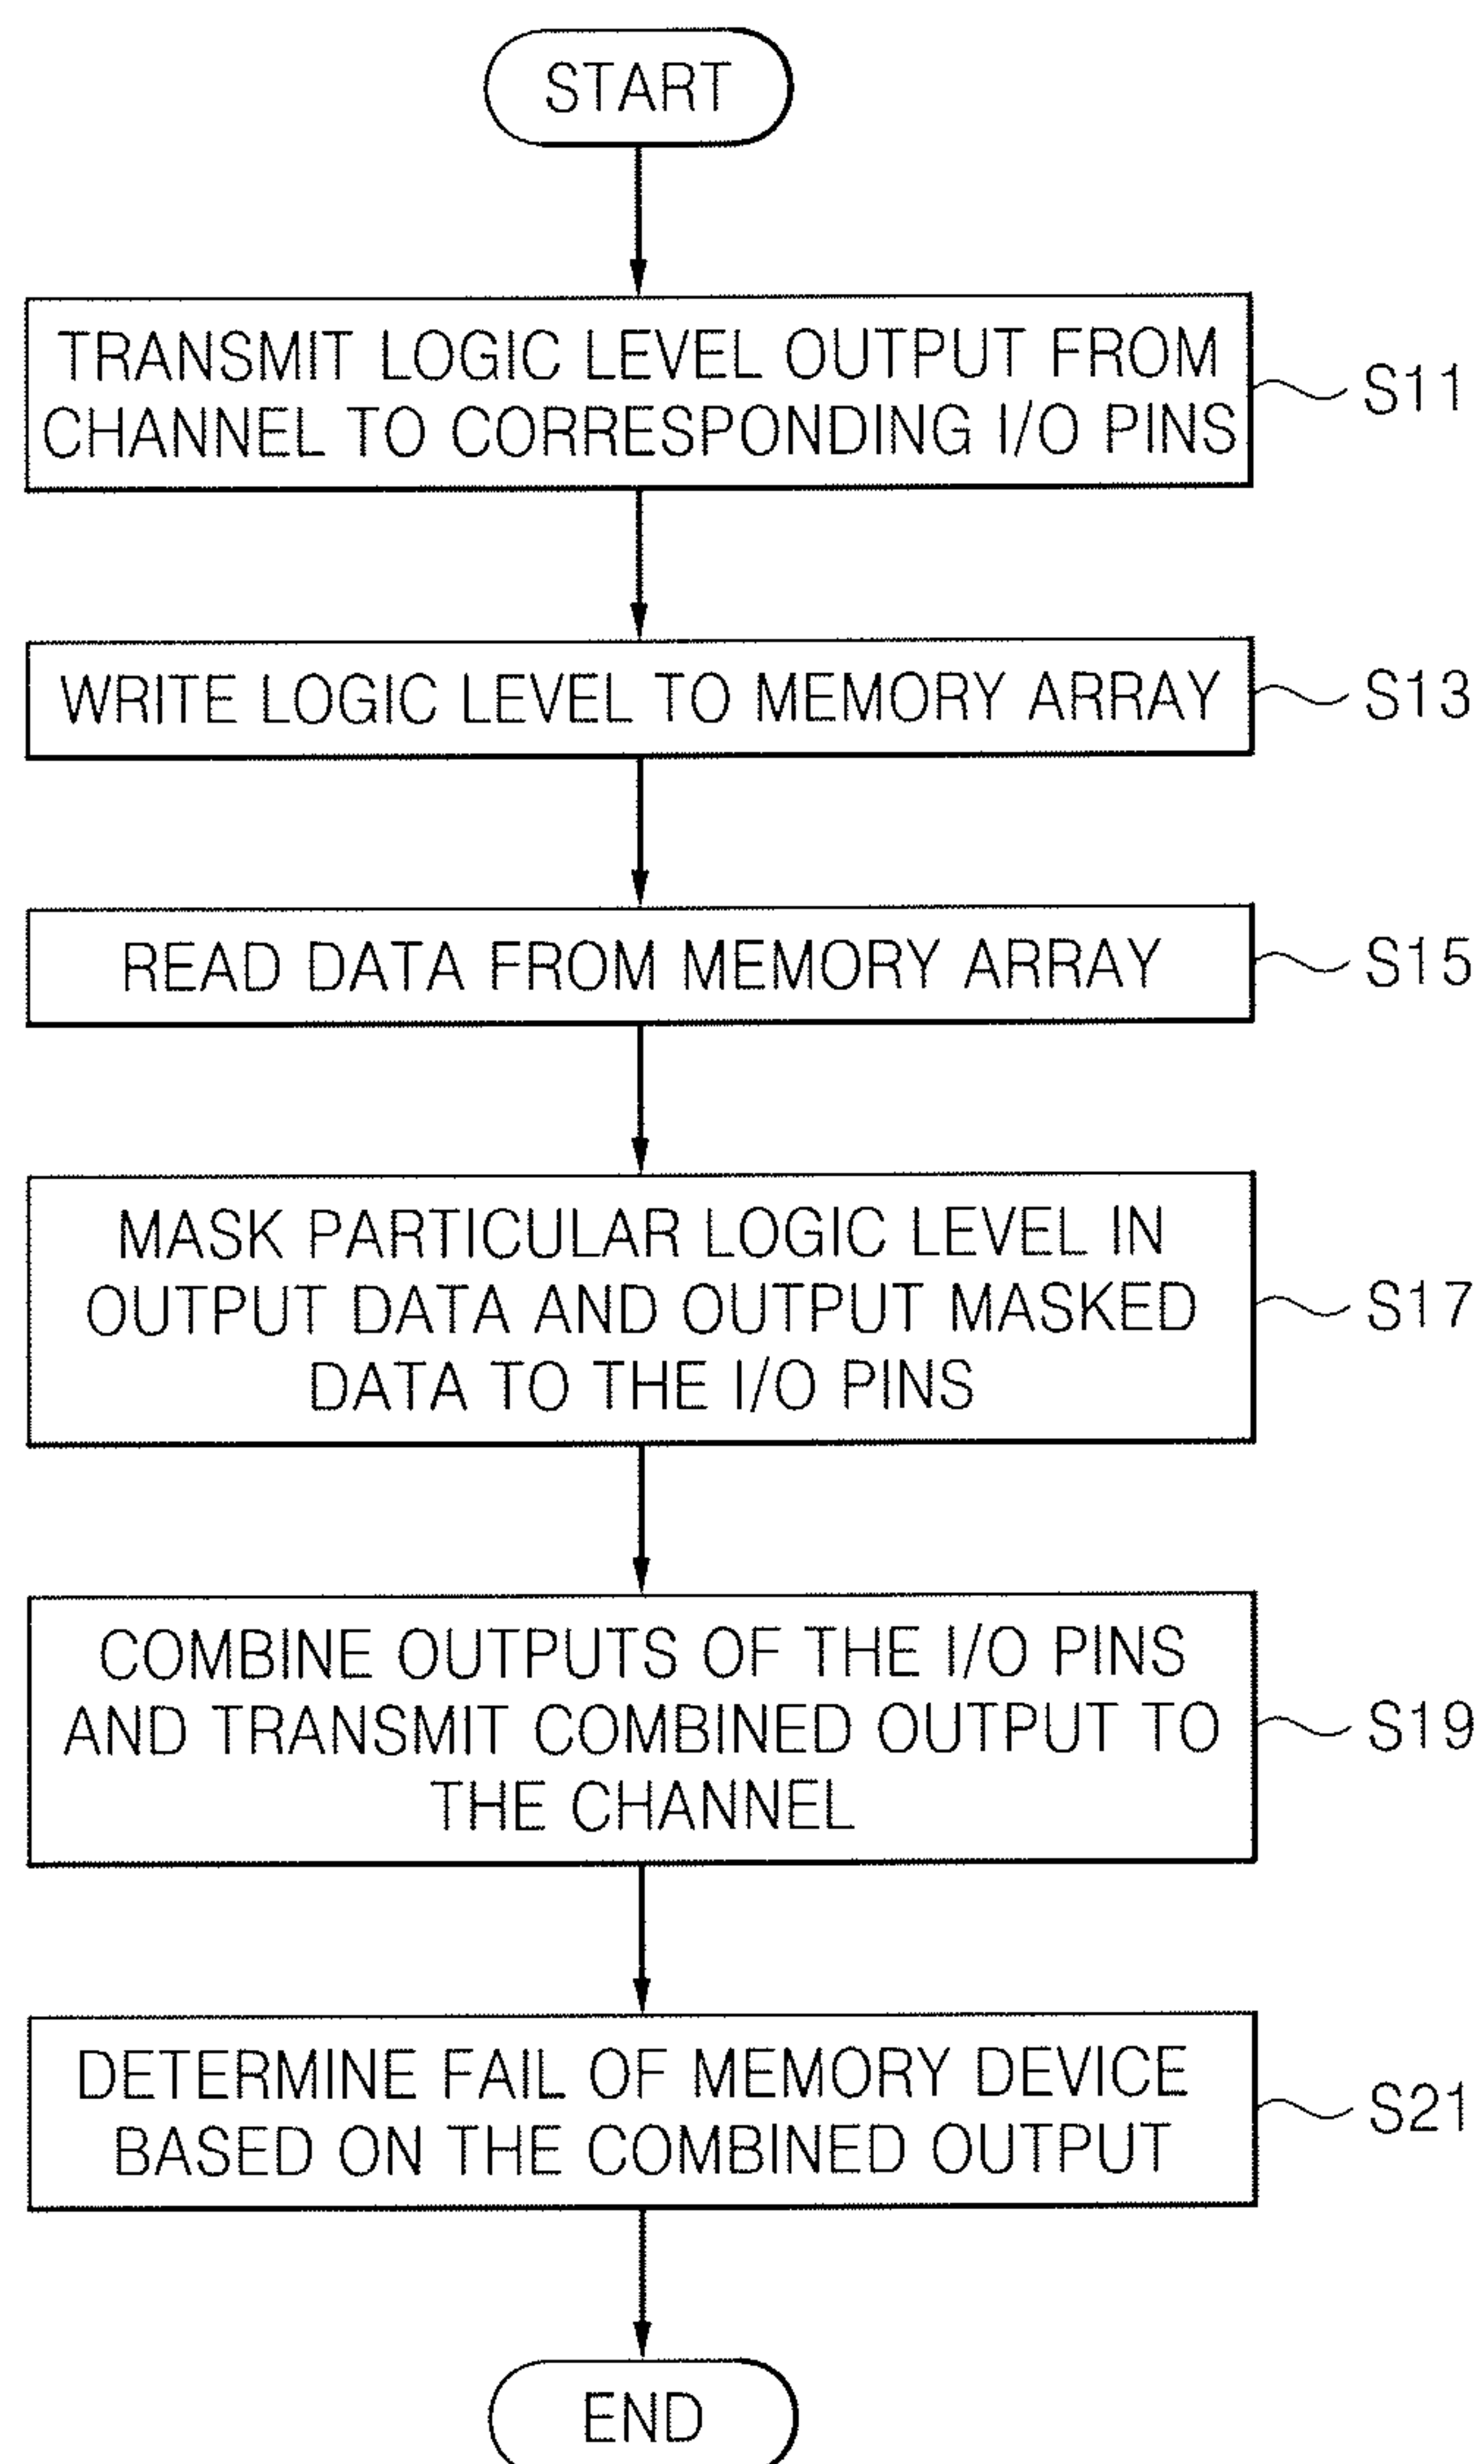 START
TRANSMIT LOGIC LEVEL OUTPUT FROM
CHANNEL TO CORRESPONDING I/O PINS
S11
WRITE LOGIC LEVEL TO MEMORY ARRAY
S13
READ DATA FROM MEMORY ARRAY
S15
MASK PARTICULAR LOGIC LEVEL IN
OUTPUT DATA AND OUTPUT MASKED
DATA TO THE I/O PINS
S17
COMBINE OUTPUTS OF THE I/O PINS
AND TRANSMIT COMBINED OUTPUT TO
THE CHANNEL
S19
DETERMINE FAIL OF MEMORY DEVICE
BASED ON THE COMBINED OUTPUT
S21
END